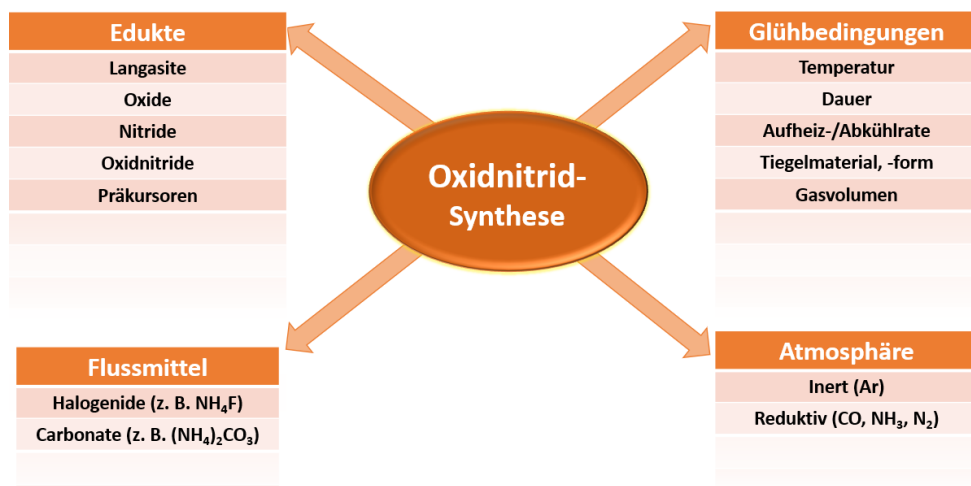 Edukte
Langasite
Oxide
Nitride
Oxidnitride
Präkursoren
Glühbedingungen
Temperatur
Dauer
Aufheiz-/Abkühlrate
Tiegelmaterial, -form
Gasvolumen
Oxidnitrid-
Synthese
Flussmittel
Halogenide (z. B. NH₄F)
Carbonate (z. B. (NH₄)₂CO₃)
Atmosphäre
Inert (Ar)
Reduktiv (CO, NH₃, N₂)